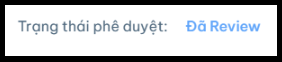 Trạng thái phê duyệt: Đã Review